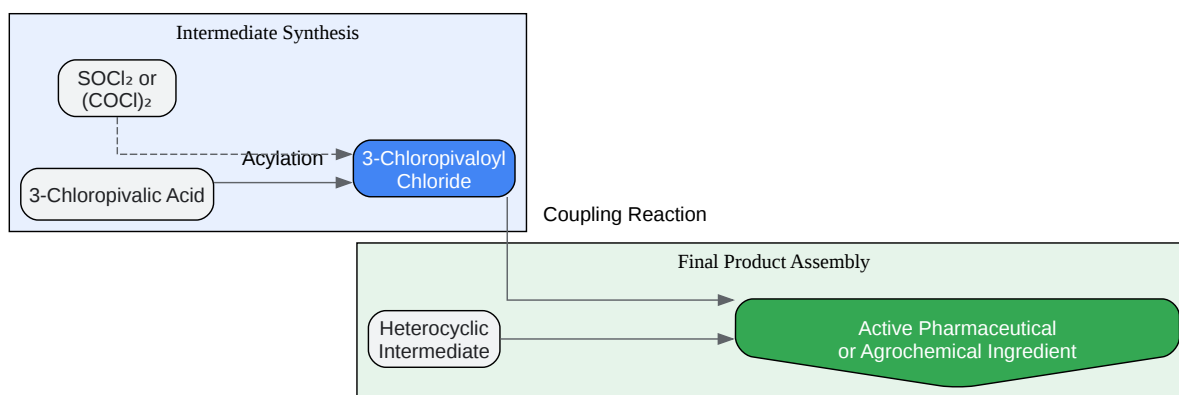 Intermediate Synthesis
SOCl₂ or
(COCl)₂
Acylation
3-Chloropivalic Acid
3-Chloropivaloyl
Chloride
Coupling Reaction
Final Product Assembly
Heterocyclic
Intermediate
Active Pharmaceutical
or Agrochemical Ingredient